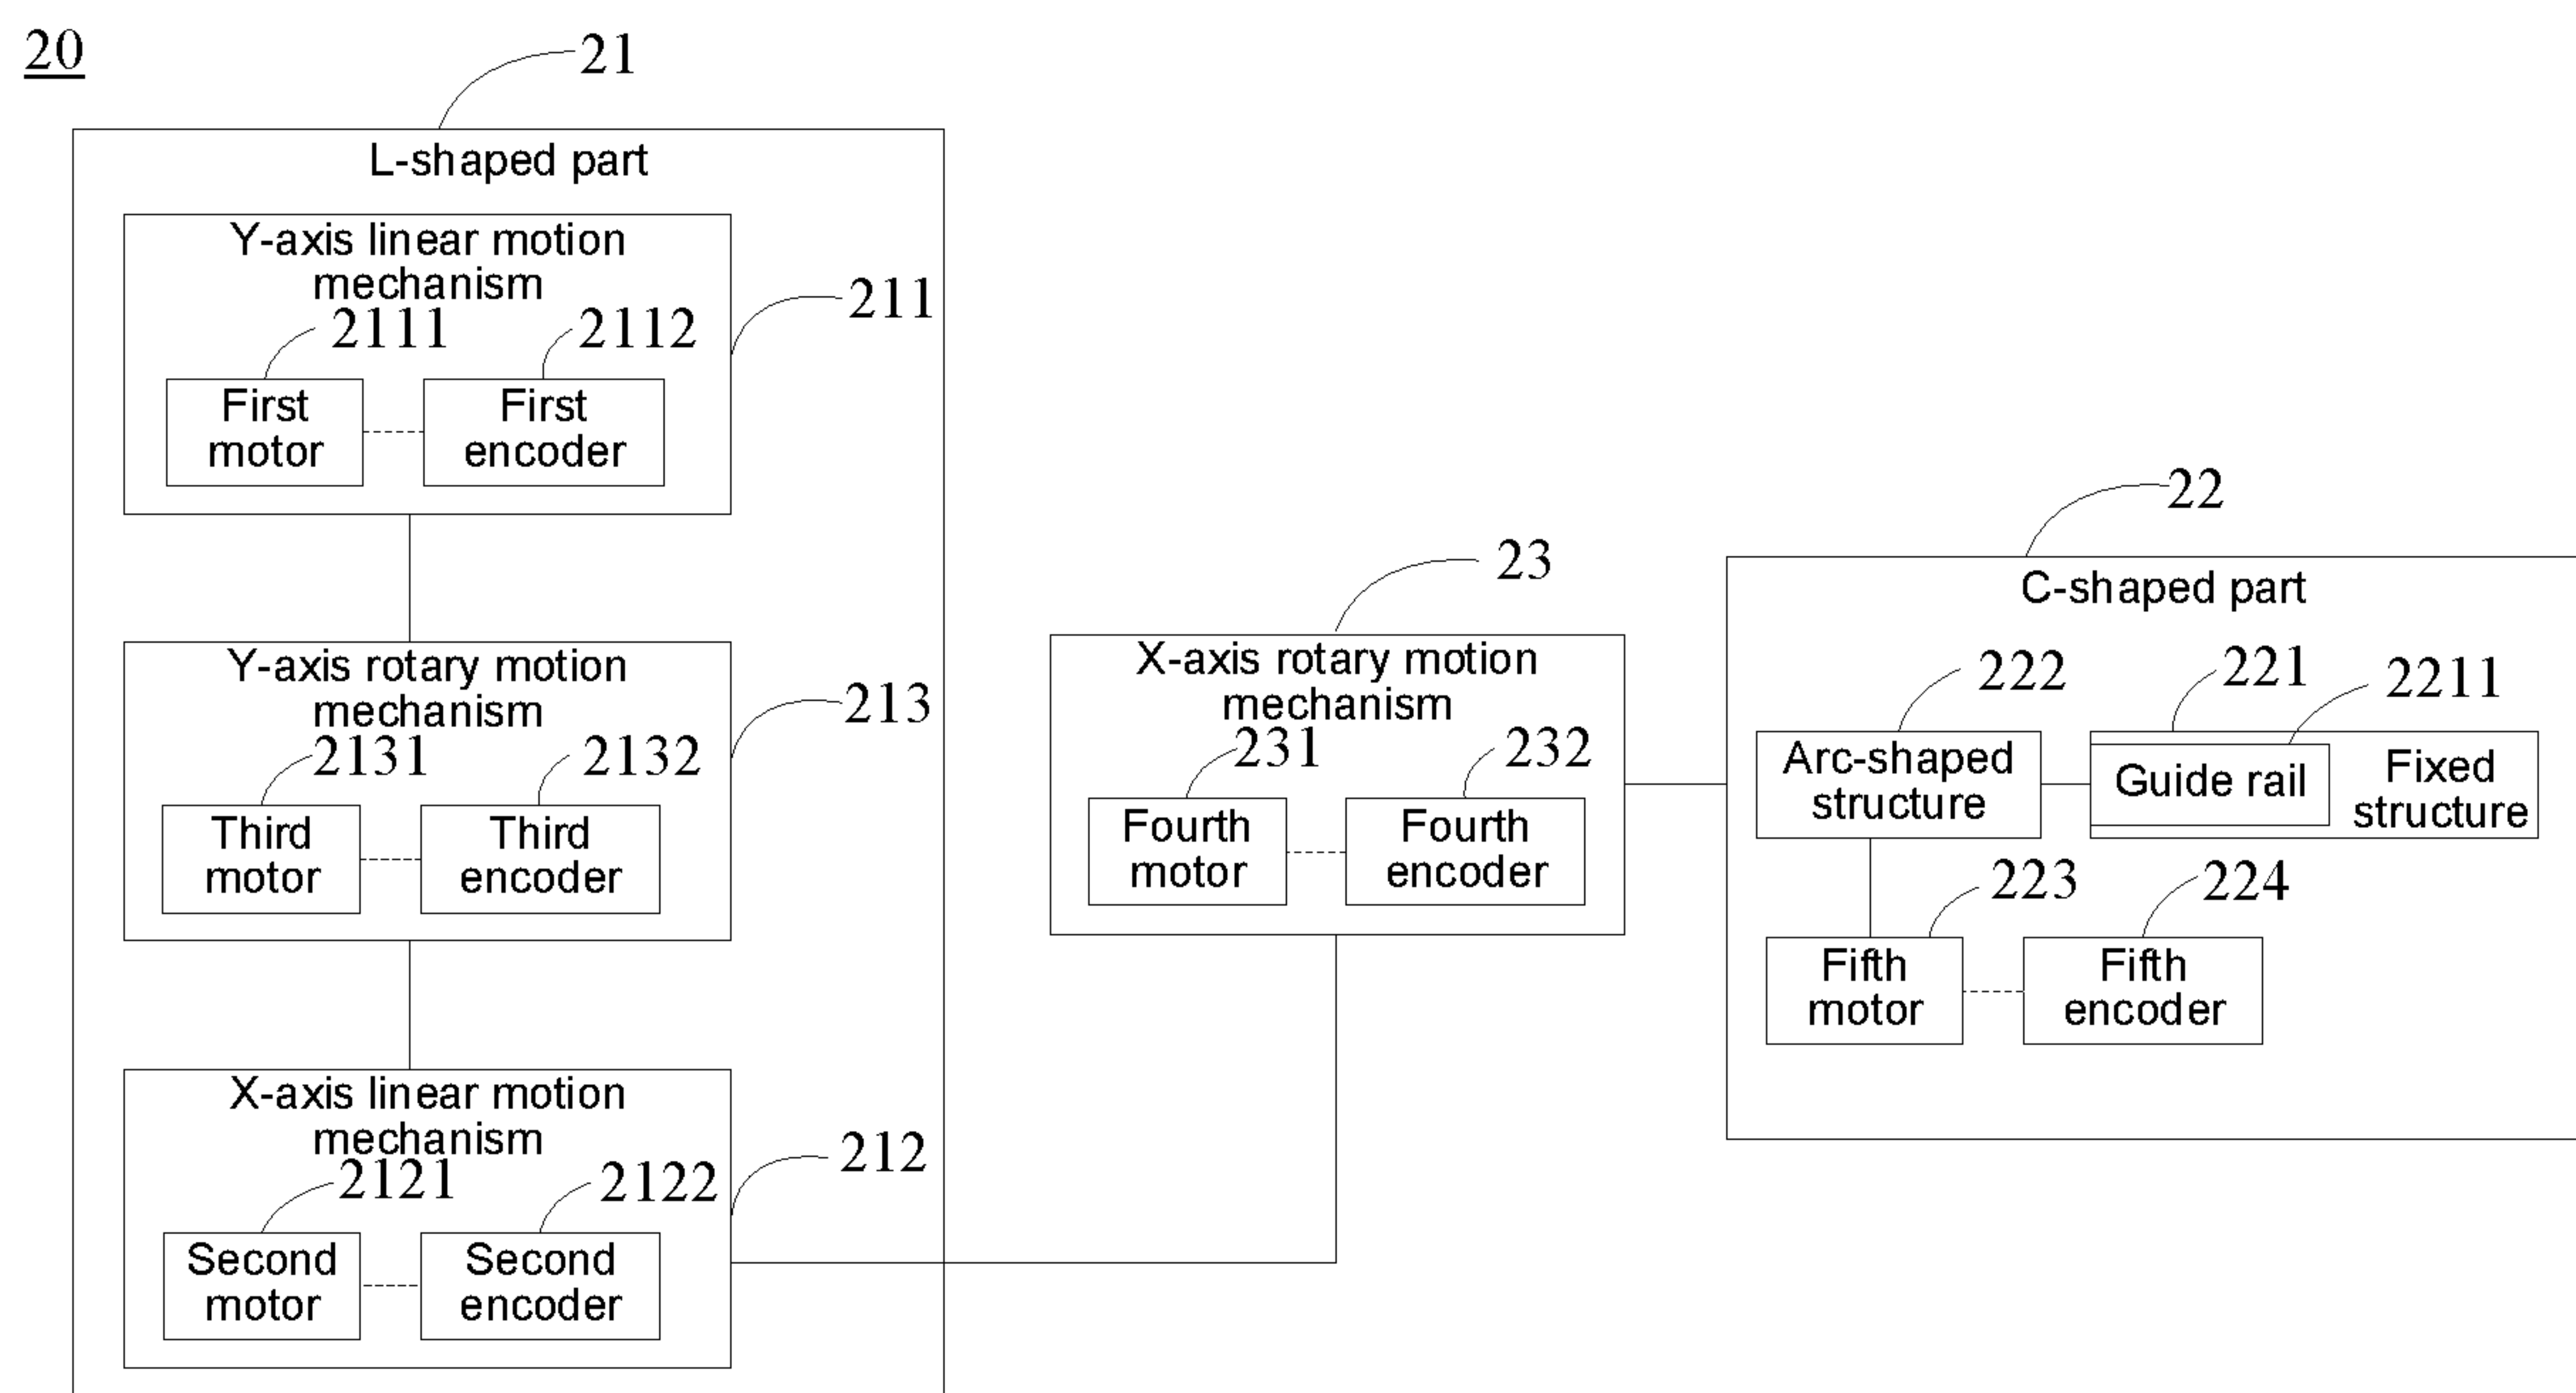 20
21
L-shaped part
Y-axis linear motion
mechanism
211
2111
2112
First
motor
First
encoder
Y-axis rotary motion
mechanism
213
2131
2132
Third
motor
Third
encoder
X-axis linear motion
mechanism
212
2121
2122
Second
motor
Second
encoder
23
X-axis rotary motion
mechanism
231
232
Fourth
motor
Fourth
encoder
22
C-shaped part
222
221
2211
Arc-shaped
structure
Guide rail
Fixed
structure
223
224
Fifth
motor
Fifth
encoder